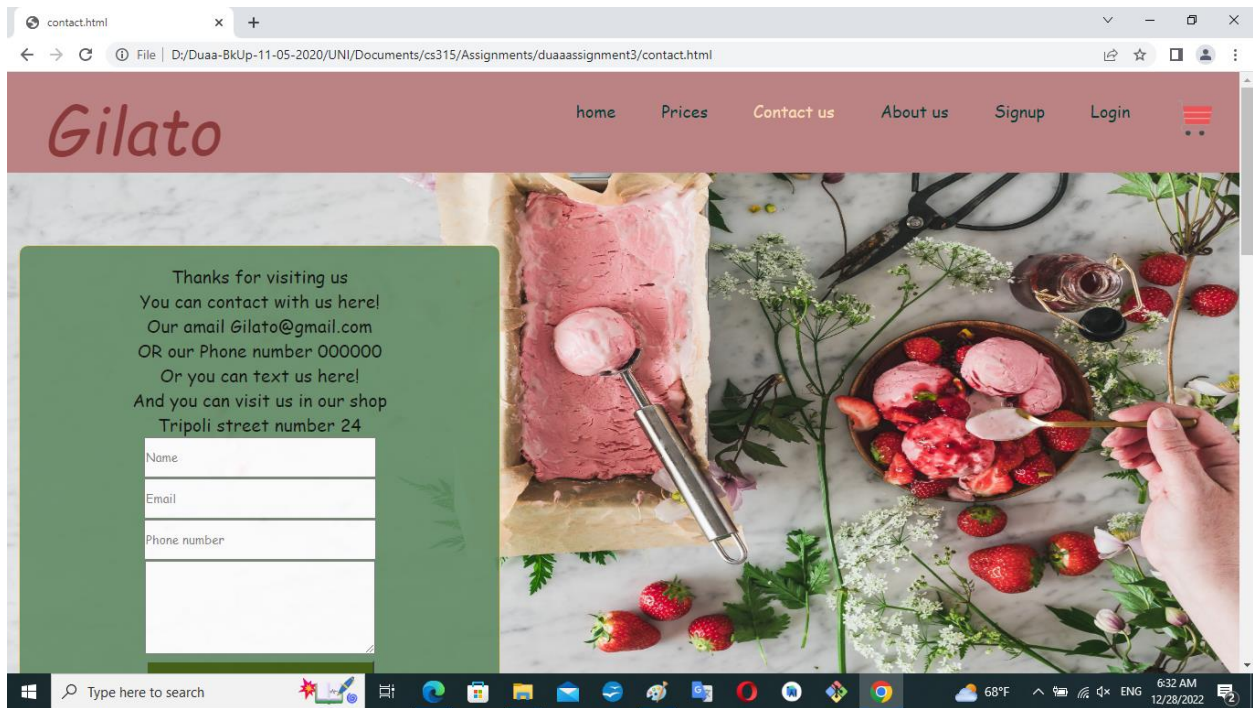 contact.html
File | D:/Duaa-BkUp-11-05-2020/UNI/Documents/cs315/Assignments/duaaassignment3/contact.html
Gilato
home Prices Contact us About us Signup Login
Thanks for visiting us
You can contact with us here!
Our amail Gilato@gmail.com
OR our Phone number 000000
Or you can text us here!
And you can visit us in our shop
Tripoli street number 24
Name
Email
Phone number
Type here to search
68°F ENG 6:32 AM
12/28/2022
2